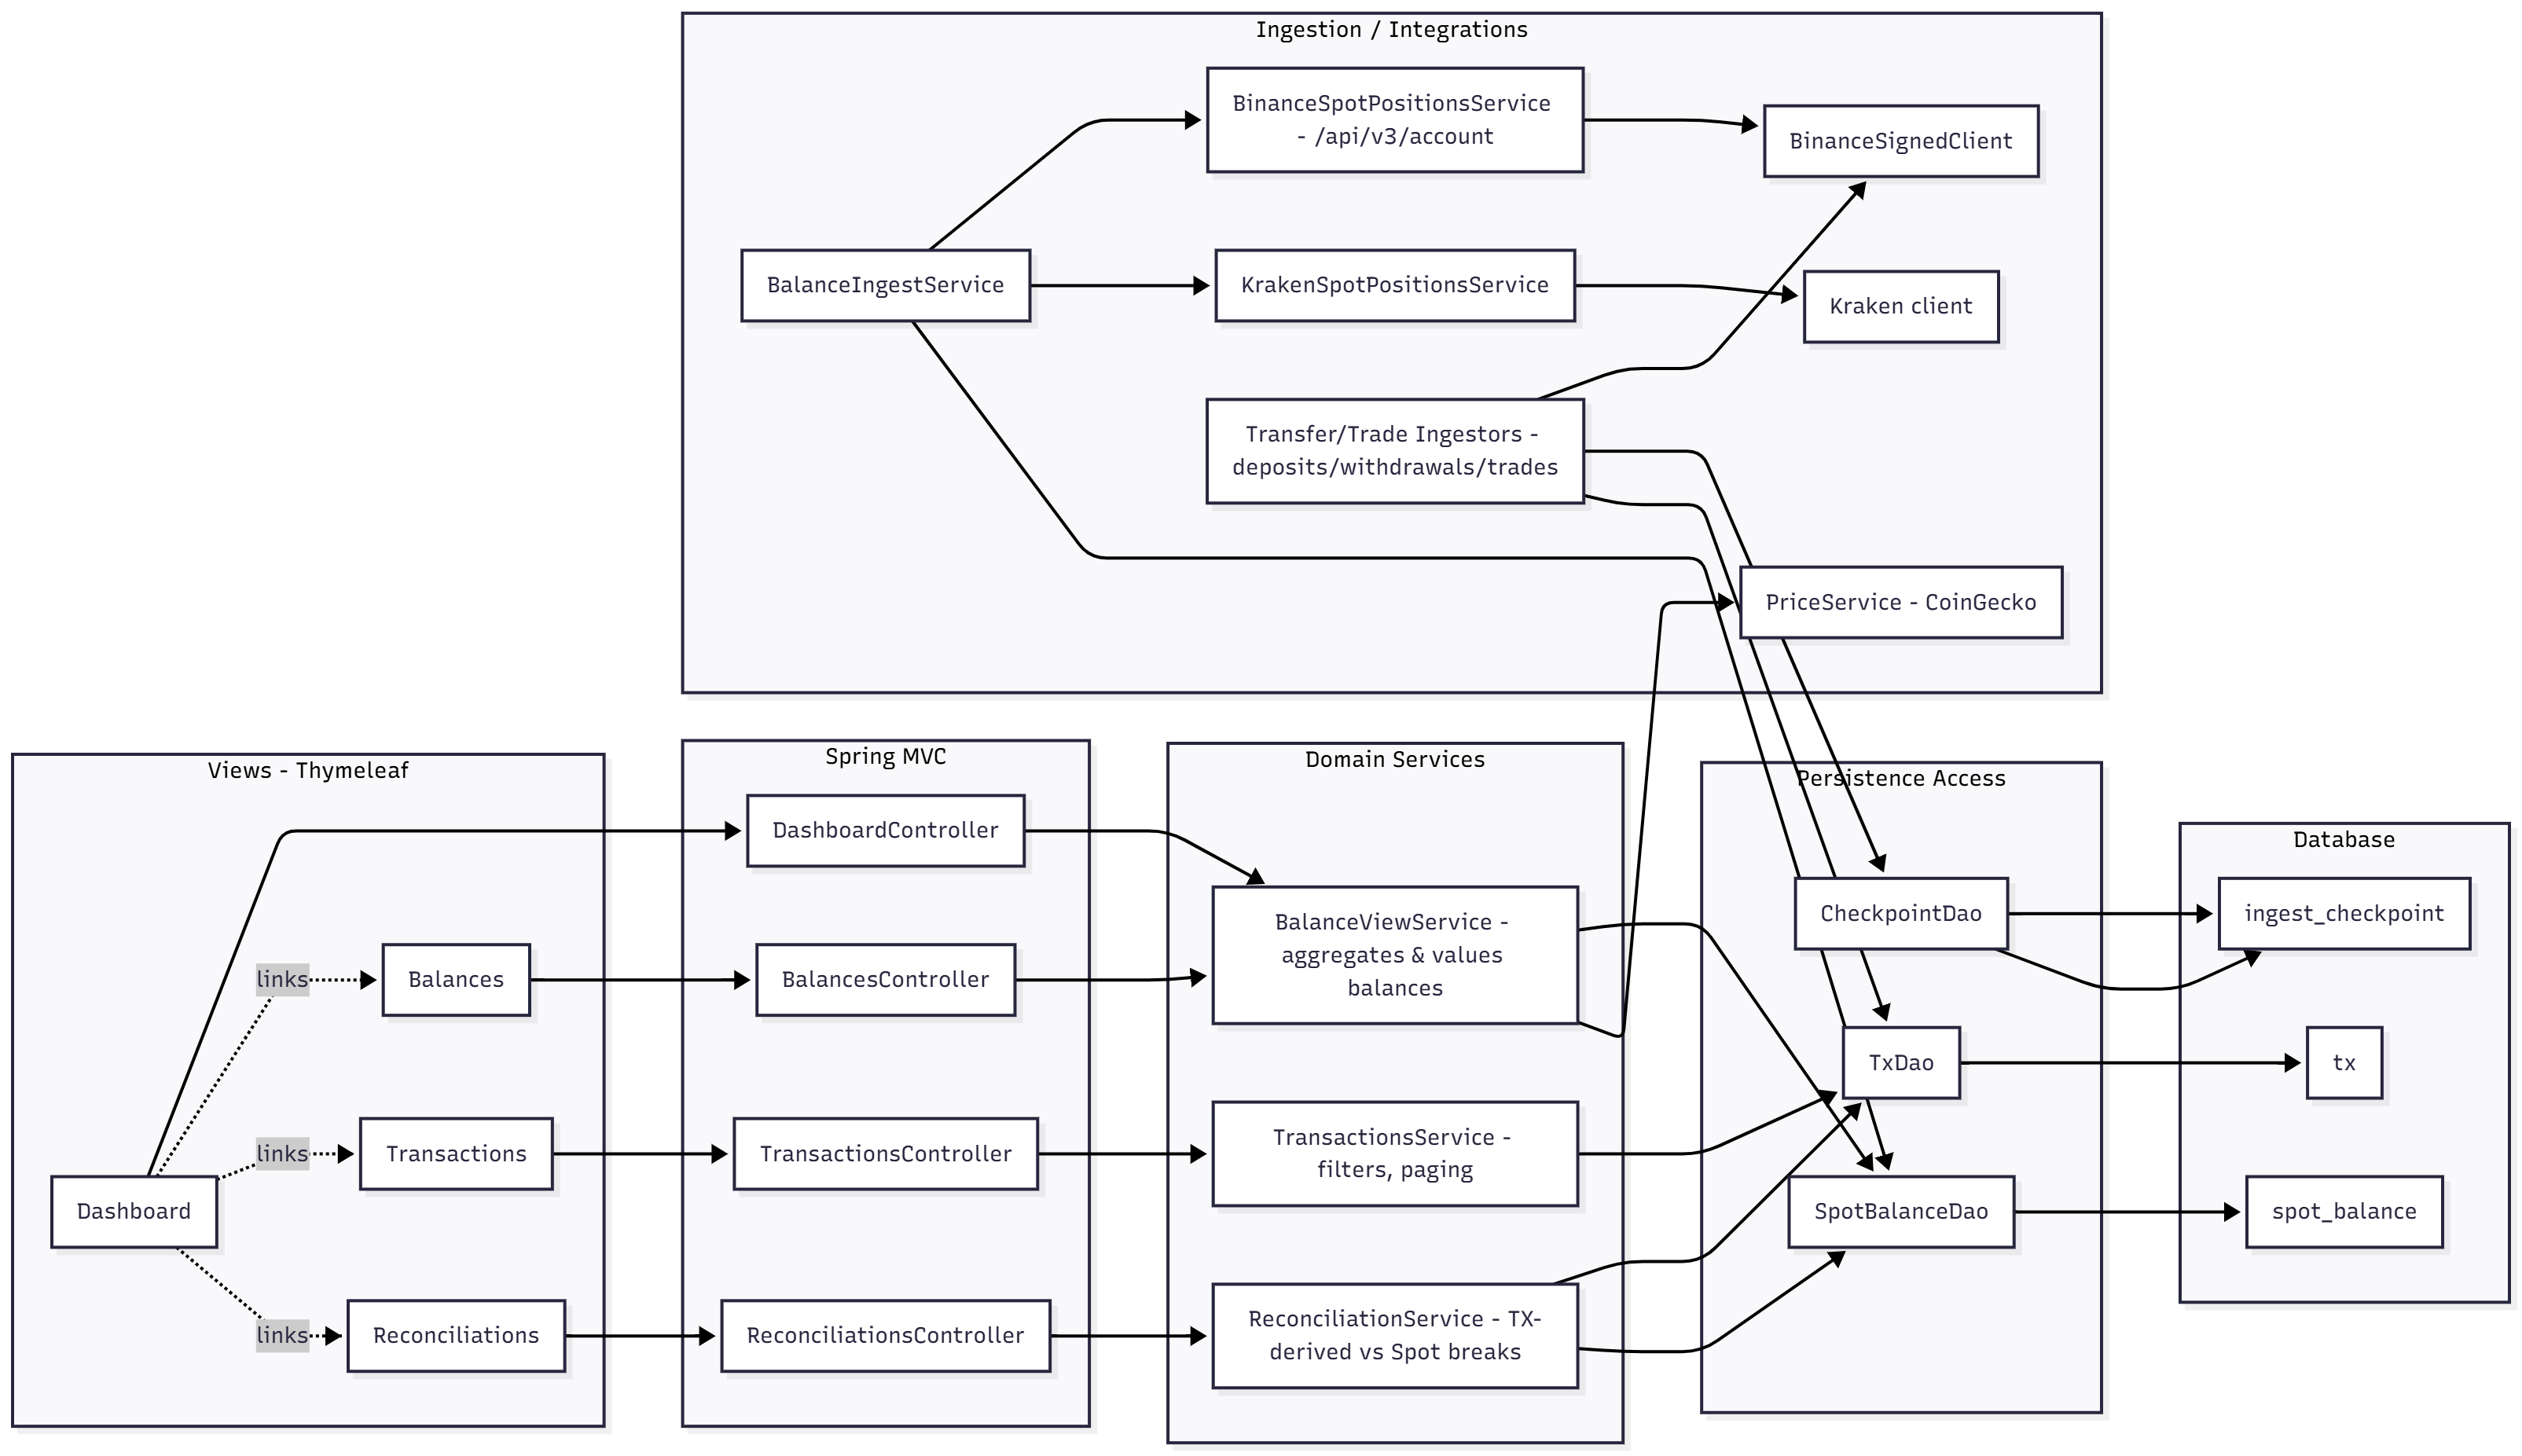 Ingestion / Integrations
BinanceSpotPositionsService
- /api/v3/account
BinanceSignedClient
BalanceIngestService
KrakenSpotPositionsService
Kraken client
Transfer/Trade Ingestors -
deposits/withdrawals/trades
PriceService - CoinGecko
Views - Thymeleaf
links
Balances
links
Transactions
Dashboard
links
Reconciliations
Spring MVC
DashboardController
BalancesController
TransactionsController
ReconciliationsController
Domain Services
BalanceViewService -
aggregates & values
balances
TransactionsService -
filters, paging
ReconciliationService - TX-
derived vs Spot breaks
Persistence Access
CheckpointDao
TxDao
SpotBalanceDao
Database
ingest_checkpoint
tx
spot_balance